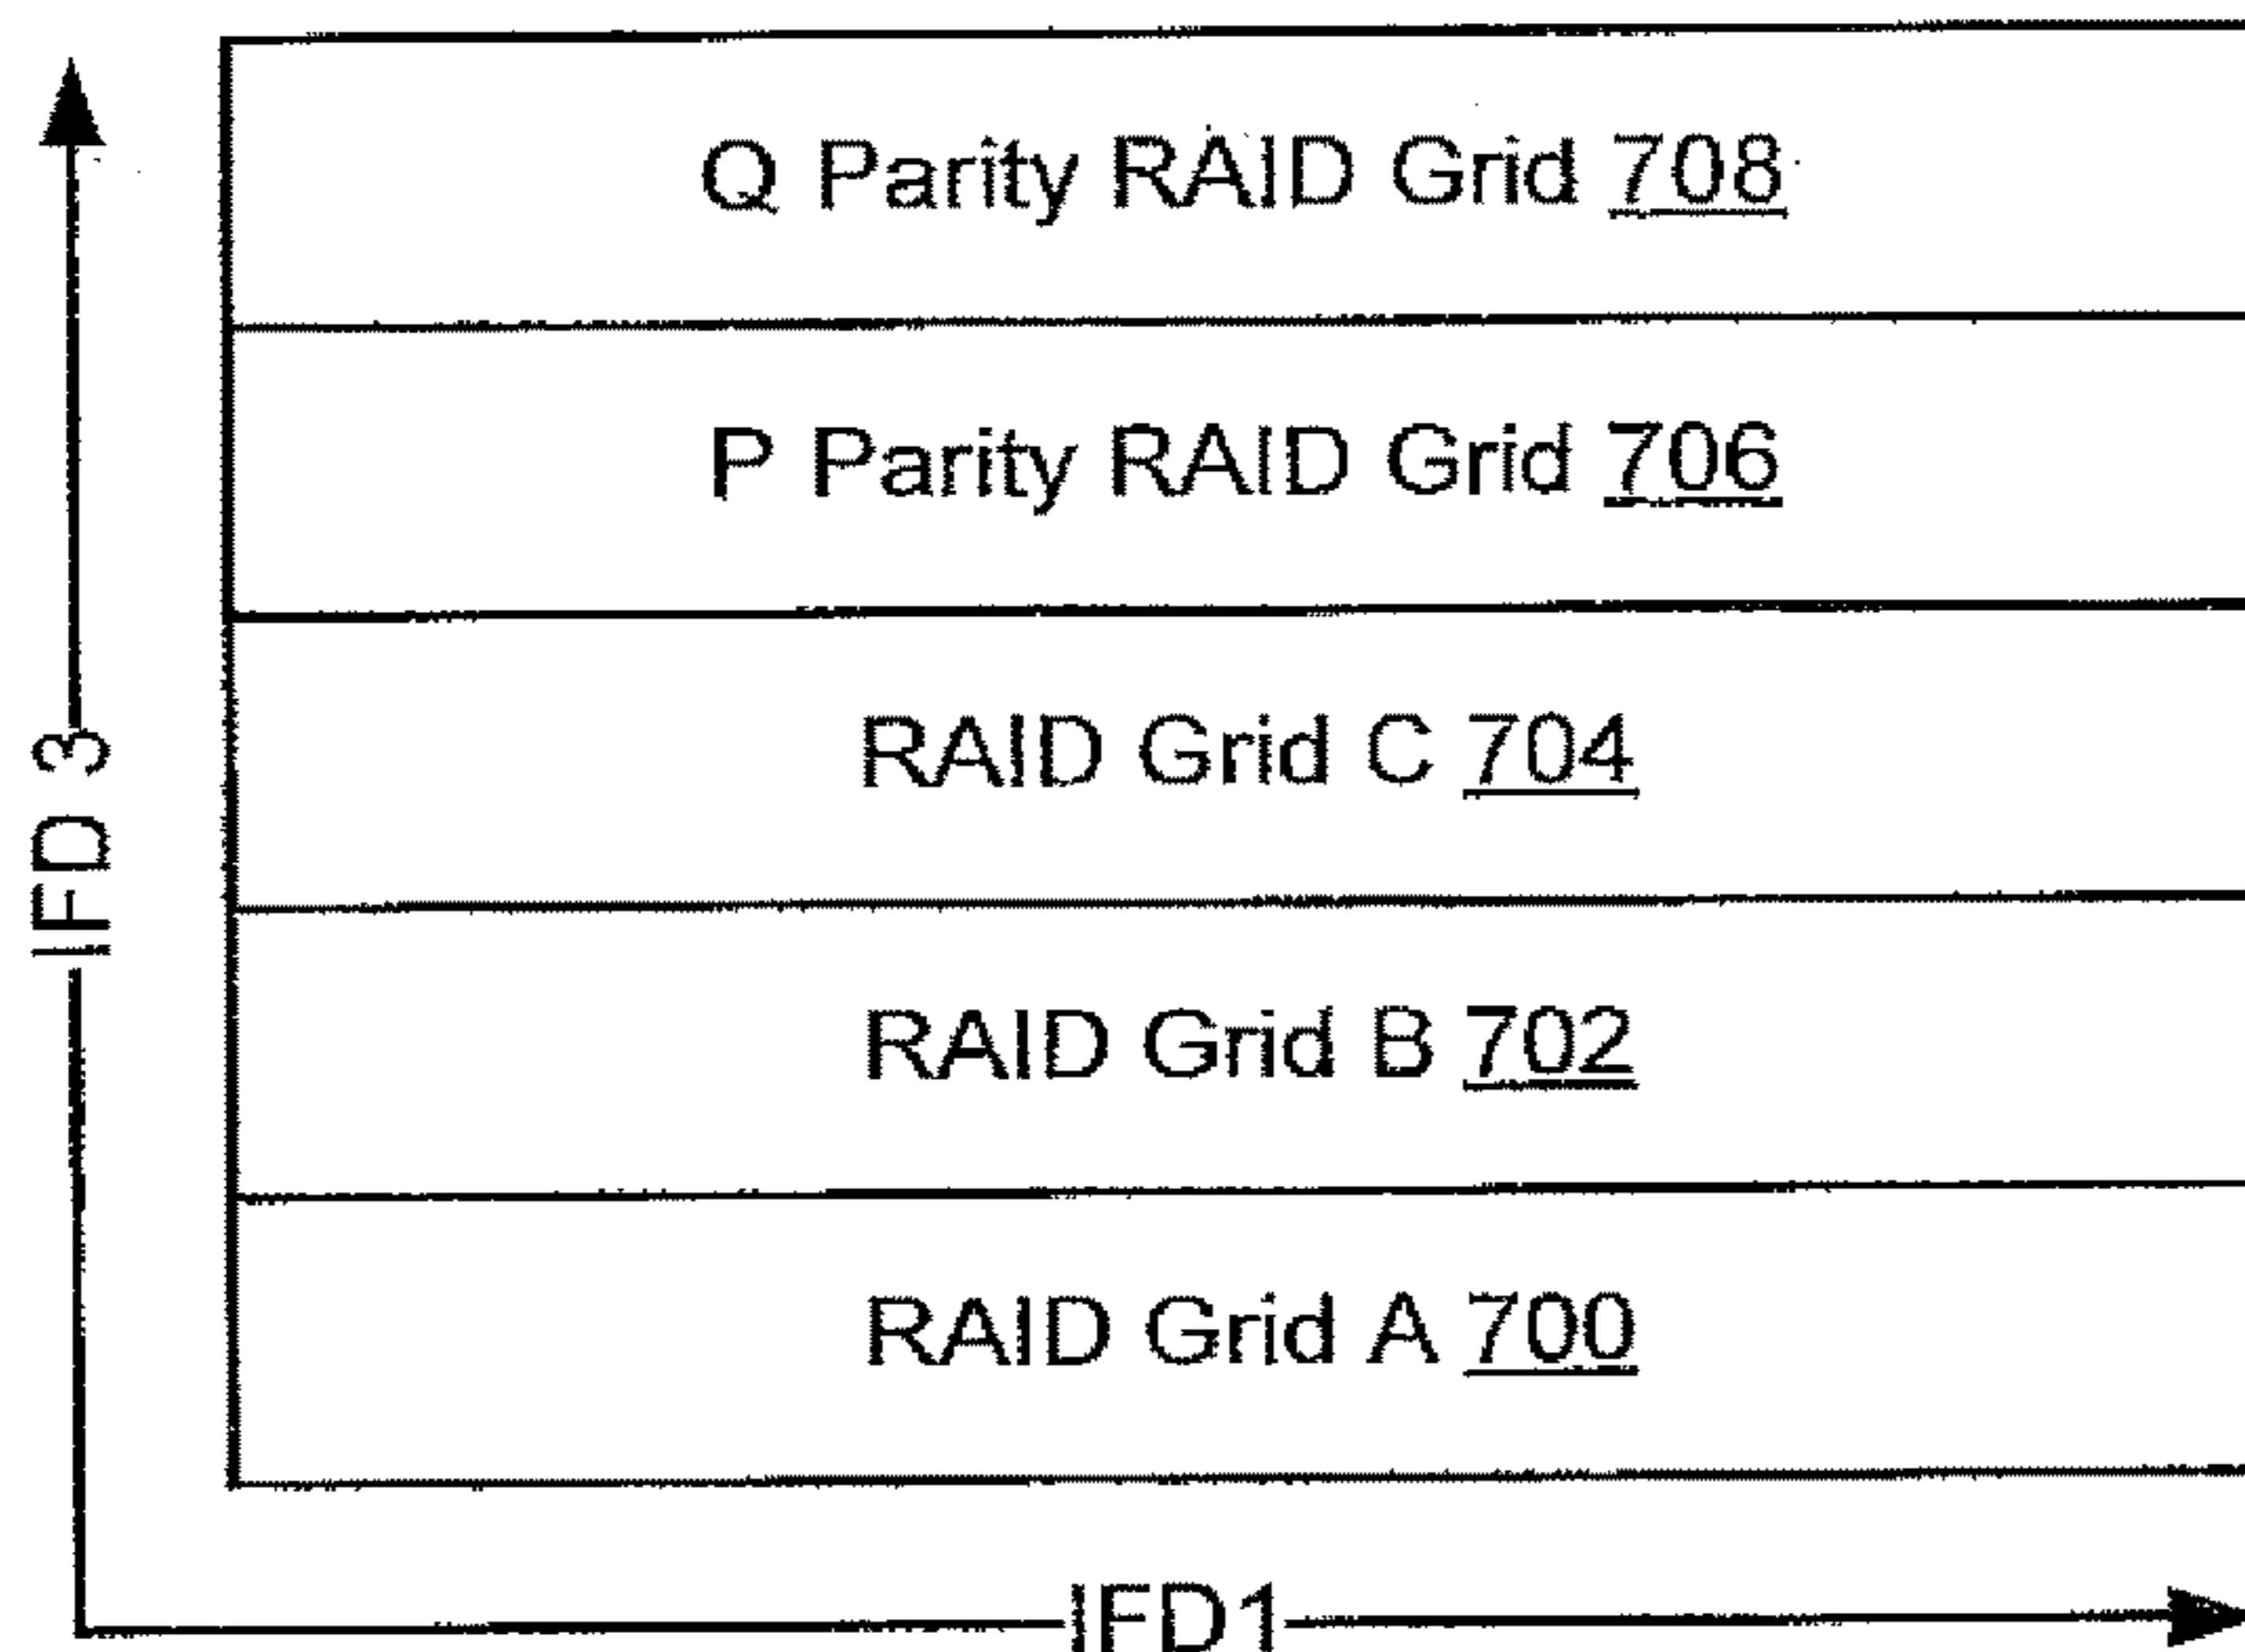 Q Parity RAID Grid 708
P Parity RAID Grid 706
RAID Grid C 704
RAID Grid B 702
RAID Grid A 700
IFD 3
IFD1